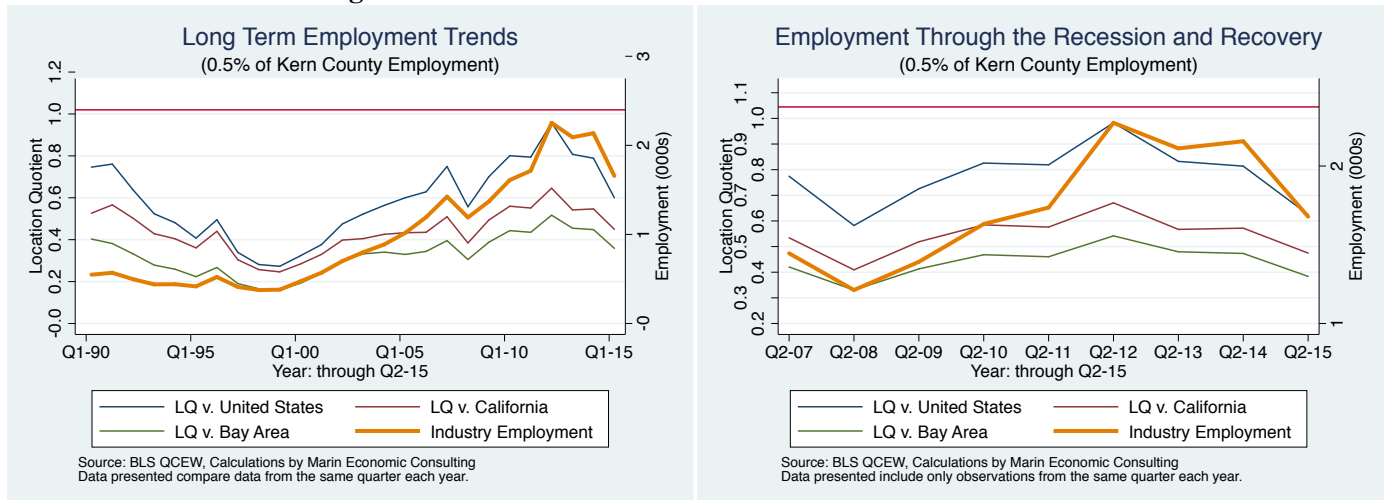 Long Term Employment Trends
(0.5% of Kern County Employment)
Location Quotient
1.2
1.0
0.8
0.6
0.4
0.2
-0.0
3
2
1
-0
Employment (000s)
Q1-90 Q1-95 Q1-00 Q1-05 Q1-10 Q1-15
Year: through Q2-15
LQ v. United States LQ v. California
LQ v. Bay Area Industry Employment
Source: BLS QCEW, Calculations by Marin Economic Consulting
Data presented compare data from the same quarter each year.
Employment Through the Recession and Recovery
(0.5% of Kern County Employment)
Location Quotient
1.1
1.0
0.9
0.8
0.7
0.6
0.5
0.4
0.3
0.2
2
1
Employment (000s)
Q2-07 Q2-08 Q2-09 Q2-10 Q2-11 Q2-12 Q2-13 Q2-14 Q2-15
Year: through Q2-15
LQ v. United States LQ v. California
LQ v. Bay Area Industry Employment
Source: BLS QCEW, Calculations by Marin Economic Consulting
Data presented include only observations from the same quarter each year.